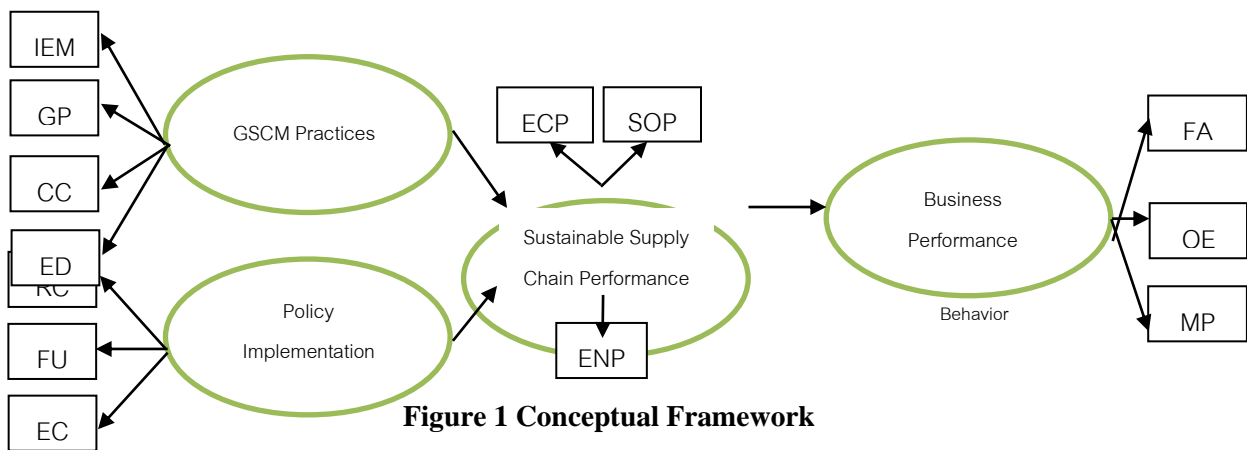 IEM
GP
CC
ED
RC
FU
EC
GSCM Practices
Policy
Implementation
ECP
SOP
Sustainable Supply
Chain Performance
ENP
Business
Performance
Behavior
FA
OE
MP
Figure 1 Conceptual Framework